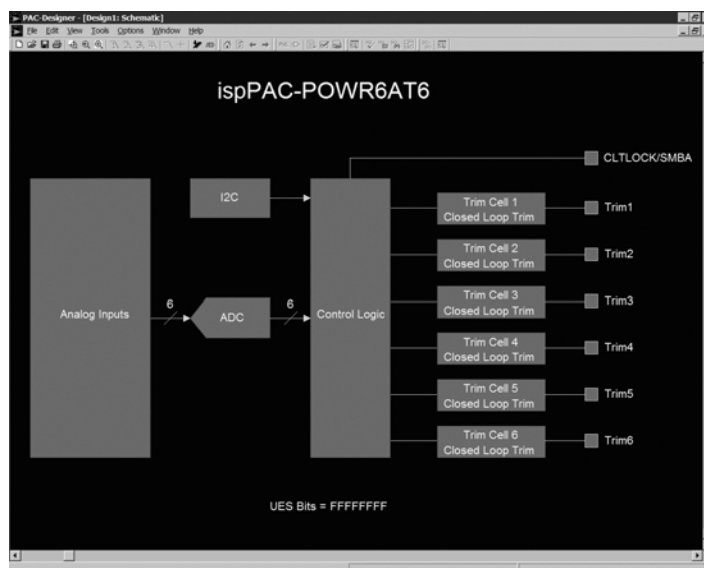 PAC-Designer - [Design1: Schematic]
File Edit View Tools Options Window Help
ispPAC-POWR6AT6
CLTLOCK/SMBA
I2C
Trim Cell 1
Closed Loop Trim
Trim1
Trim Cell 2
Closed Loop Trim
Trim2
Analog Inputs
6
ADC
6
Control Logic
Trim Cell 3
Closed Loop Trim
Trim3
Trim Cell 4
Closed Loop Trim
Trim4
Trim Cell 5
Closed Loop Trim
Trim5
Trim Cell 6
Closed Loop Trim
Trim6
UES Bits = FFFFFFFF